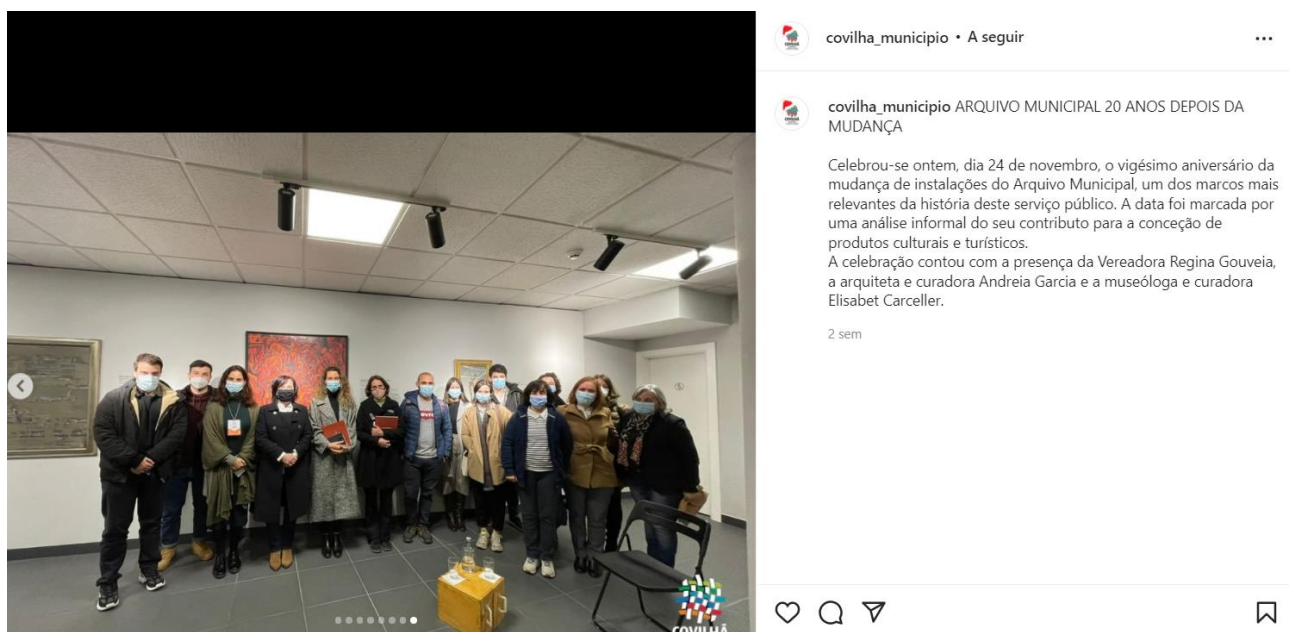 covilha_municipio • A seguir
covilha_municipio ARQUIVO MUNICIPAL 20 ANOS DEPOIS DA
MUDANÇA
Celebrou-se ontem, dia 24 de novembro, o vigésimo aniversário da
mudança de instalações do Arquivo Municipal, um dos marcos mais
relevantes da história deste serviço público. A data foi marcada por
uma análise informal do seu contributo para a conceção de
produtos culturais e turísticos.
A celebração contou com a presença da Vereadora Regina Gouveia,
a arquiteta e curadora Andreia Garcia e a museóloga e curadora
Elisabet Carceller.
2 sem
COVILHÃ